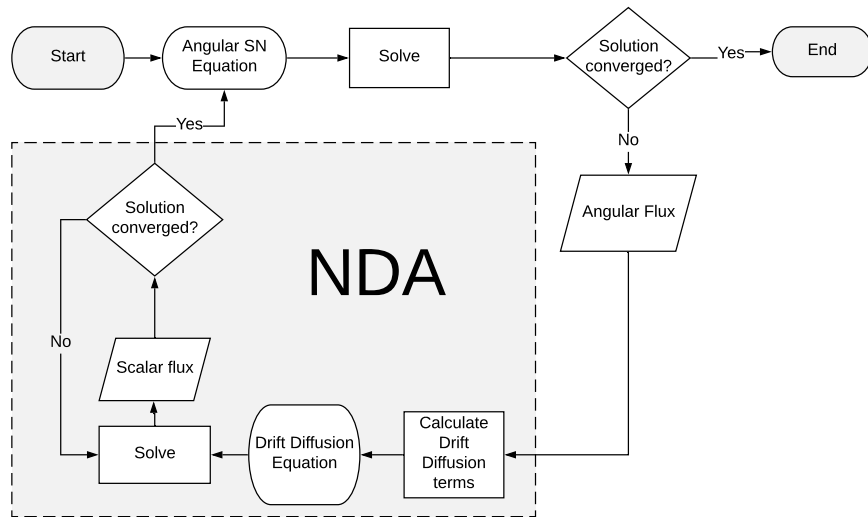 Start
Angular SN
Equation
Solve
Solution
converged?
Yes
End
No
Angular Flux
Yes
Solution
converged?
NDA
No
Scalar flux
Solve
Drift Diffusion
Equation
Calculate
Drift
Diffusion
terms